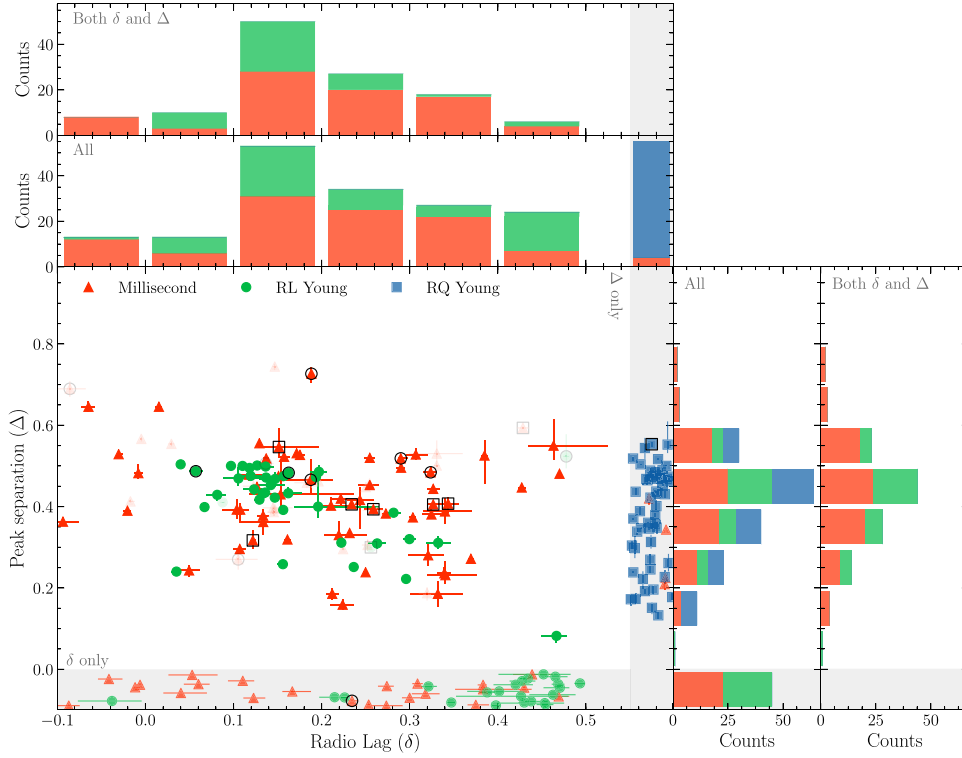 Both δ and Δ
Counts
40
20
0
All
Counts
40
20
0
Millisecond
RL Young
RQ Young
Δ only
All
Both δ and Δ
Peak separation (Δ)
0.8
0.6
0.4
0.2
0.0
δ only
−0.1
0.0
0.1
0.2
0.3
0.4
0.5
Radio Lag (δ)
0
25
50
Counts
0
25
50
Counts